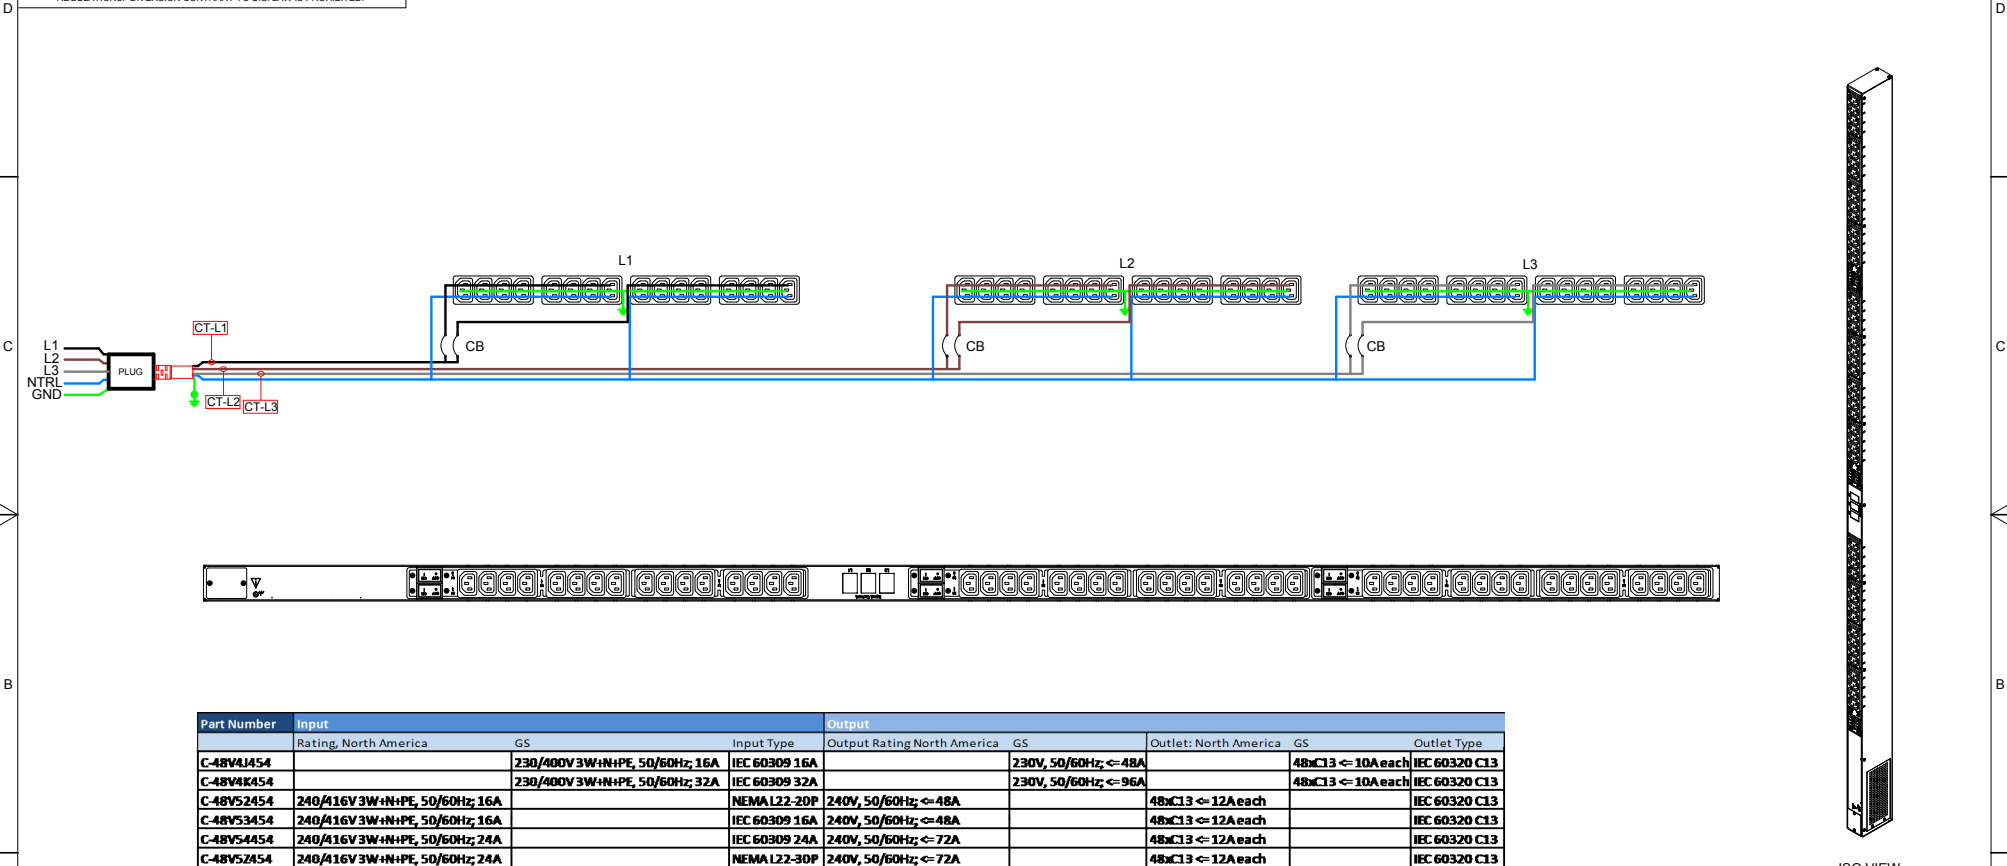 D
D
L1
L2
L3
CT-L1
C
L1
L2
L3
NTRL
GND
PLUG
CB
CB
CB
C
CT-L2
CT-L3
B
B
Part Number Input Output
Rating, North America GS Input Type Output Rating North America GS Outlet: North America GS Outlet Type
C-48V4J454 230/400V 3W+N+PE, 50/60Hz; 16A IEC 60309 16A 230V, 50/60Hz; <=48A 48xC13 <= 10A each IEC 60320 C13
C-48V4K454 230/400V 3W+N+PE, 50/60Hz; 32A IEC 60309 32A 230V, 50/60Hz; <=96A 48xC13 <= 10A each IEC 60320 C13
C-48V52454 240/416V 3W+N+PE, 50/60Hz; 16A NEMA L22-20P 240V, 50/60Hz; <=48A 48xC13 <= 12A each IEC 60320 C13
C-48V53454 240/416V 3W+N+PE, 50/60Hz; 16A IEC 60309 16A 240V, 50/60Hz; <=48A 48xC13 <= 12A each IEC 60320 C13
C-48V54454 240/416V 3W+N+PE, 50/60Hz; 24A IEC 60309 24A 240V, 50/60Hz; <=72A 48xC13 <= 12A each IEC 60320 C13
C-48V5Z454 240/416V 3W+N+PE, 50/60Hz; 24A NEMA L22-30P 240V, 50/60Hz; <=72A 48xC13 <= 12A each IEC 60320 C13